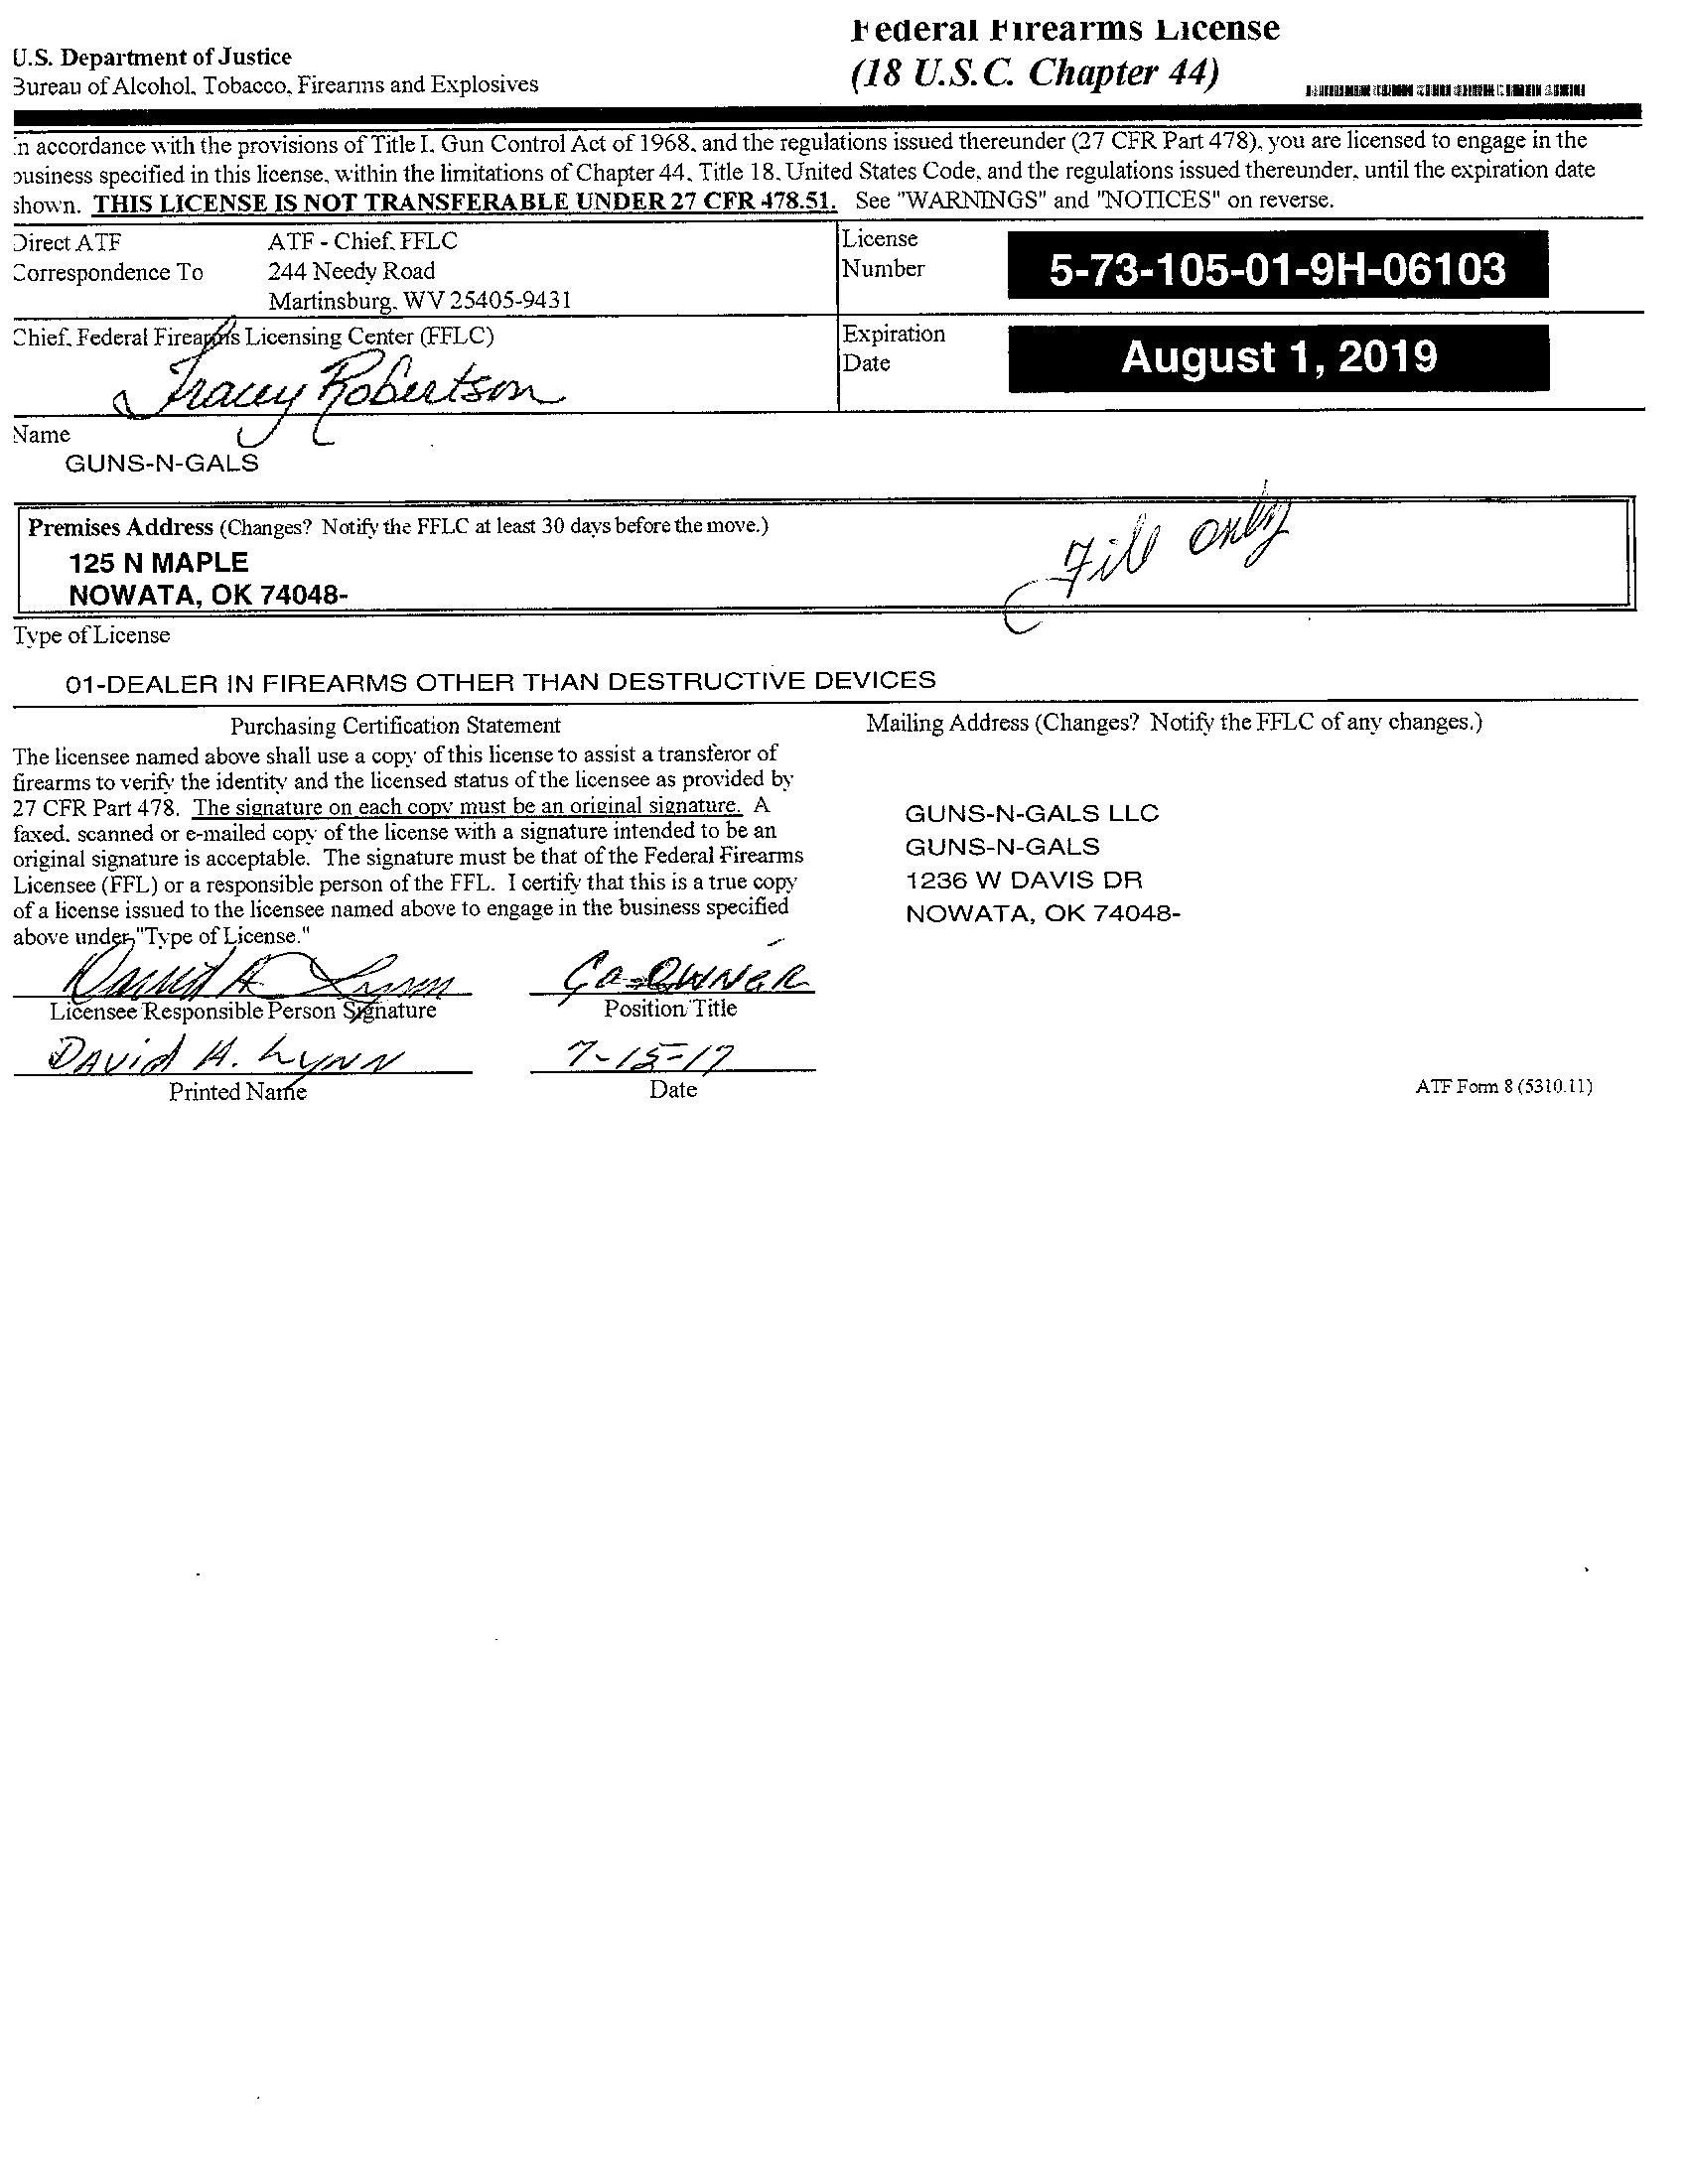 Federal Firearms License
U.S. Department of Justice
Bureau of Alcohol, Tobacco, Firearms and Explosives
(18 U.S.C. Chapter 44)
In accordance with the provisions of Title I, Gun Control Act of 1968, and the regulations issued thereunder (27 CFR Part 478), you are licensed to engage in the
business specified in this license, within the limitations of Chapter 44, Title 18, United States Code, and the regulations issued thereunder, until the expiration date
shown. THIS LICENSE IS NOT TRANSFERABLE UNDER 27 CFR 478.51. See "WARNINGS" and "NOTICES" on reverse.
Direct ATF
Correspondence To
ATF - Chief, FFLC
244 Needy Road
Martinsburg, WV 25405-9431
License
Number
5-73-105-01-9H-06103
Chief, Federal Firearms Licensing Center (FFLC)
Tracey Robertson
Expiration
Date
August 1, 2019
Name
GUNS-N-GALS
Premises Address (Changes? Notify the FFLC at least 30 days before the move.)
125 N MAPLE
NOWATA, OK 74048-
only
Type of License
01-DEALER IN FIREARMS OTHER THAN DESTRUCTIVE DEVICES
Purchasing Certification Statement
The licensee named above shall use a copy of this license to assist a transferor of
firearms to verify the identity and the licensed status of the licensee as provided by
27 CFR Part 478. The signature on each copy must be an original signature. A
faxed, scanned or e-mailed copy of the license with a signature intended to be an
original signature is acceptable. The signature must be that of the Federal Firearms
Licensee (FFL) or a responsible person of the FFL. I certify that this is a true copy
of a license issued to the licensee named above to engage in the business specified
above under "Type of License."
Mailing Address (Changes? Notify the FFLC of any changes.)
GUNS-N-GALS LLC
GUNS-N-GALS
1236 W DAVIS DR
NOWATA, OK 74048-
David A Lynn
Co-OWNER
Licensee Responsible Person Signature
Position/Title
DAVID A. LYNN
7-15-17
Printed Name
Date
ATF Form 8 (5310.11)